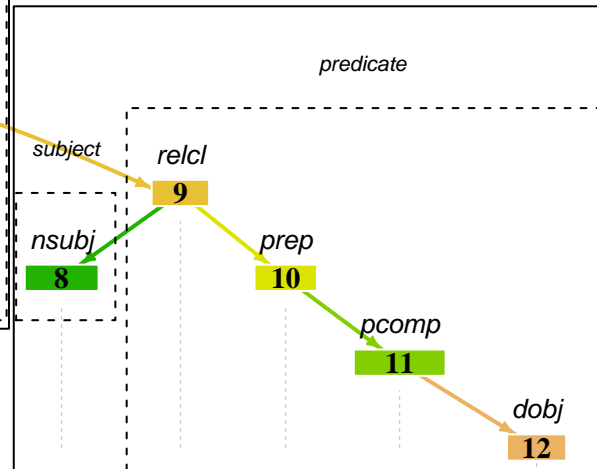 predicate
subject
relcl
9
nsubj
prep
8
10
pcomp
11
dobj
12